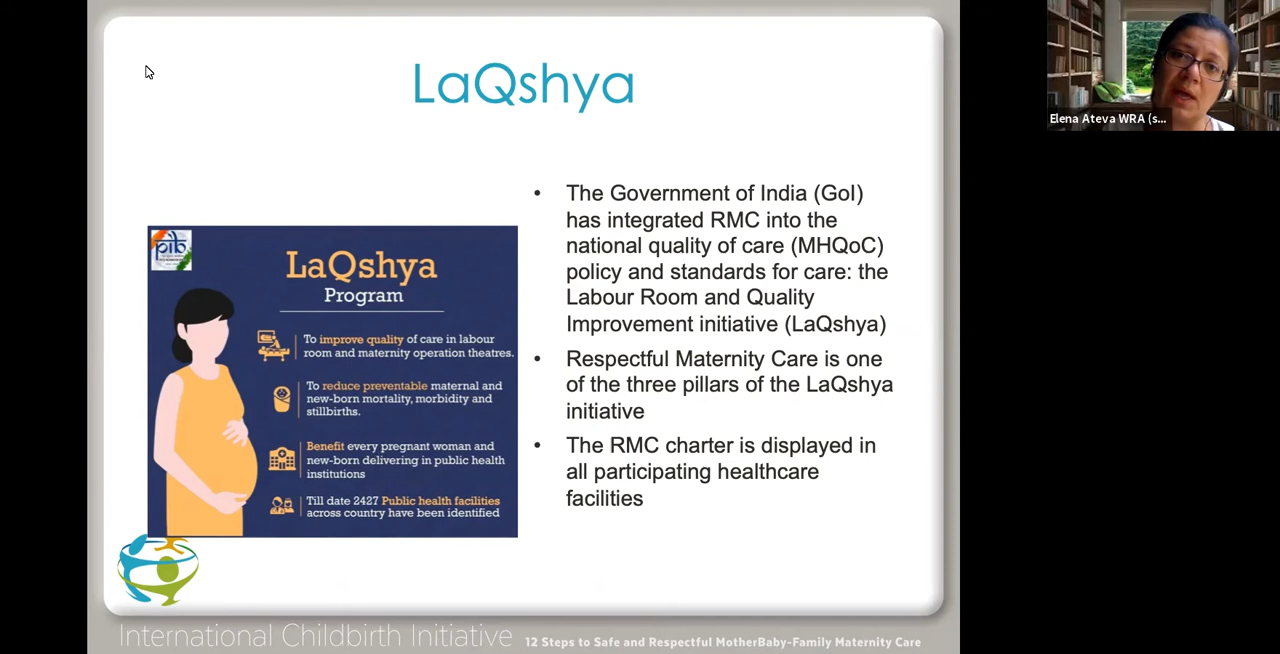 LaQshya
Elena Ateva WRA (s...
pib
LaQshya
Program
To improve quality of care in labour
room and maternity operation theatres.
To reduce preventable maternal and
new-born mortality, morbidity and
stillbirths.
Benefit every pregnant woman and
new-born delivering in public health
institutions
Till date 2427 Public health facilities
across country have been identified
• The Government of India (GoI)
has integrated RMC into the
national quality of care (MHQoC)
policy and standards for care: the
Labour Room and Quality
Improvement initiative (LaQshya)
• Respectful Maternity Care is one
of the three pillars of the LaQshya
initiative
• The RMC charter is displayed in
all participating healthcare
facilities
International Childbirth Initiative 12 Steps to Safe and Respectful MotherBaby-Family Maternity Care